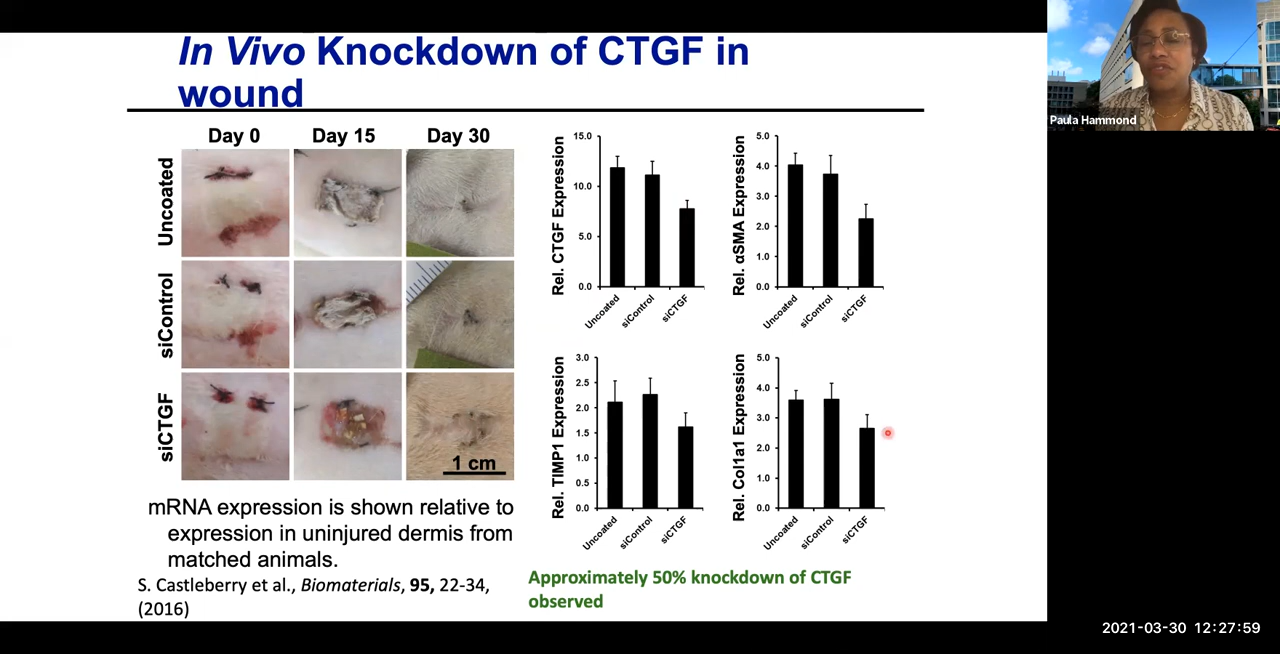 In Vivo Knockdown of CTGF in
wound
Day 0
Day 15
Day 30
Uncoated
siControl
siCTGF
1 cm
mRNA expression is shown relative to
expression in uninjured dermis from
matched animals.
S. Castleberry et al., Biomaterials, 95, 22-34,
(2016)
Rel. CTGF Expression
15.0
10.0
5.0
0.0
Uncoated
siControl
siCTGF
Rel. αSMA Expression
5.0
4.0
3.0
2.0
1.0
0.0
Uncoated
siControl
siCTGF
Rel. TIMP1 Expression
3.0
2.5
2.0
1.5
1.0
0.5
0.0
Uncoated
siControl
siCTGF
Rel. Col1a1 Expression
5.0
4.0
3.0
2.0
1.0
0.0
Uncoated
siControl
siCTGF
Approximately 50% knockdown of CTGF
observed
Paula Hammond
2021-03-30 12:27:59